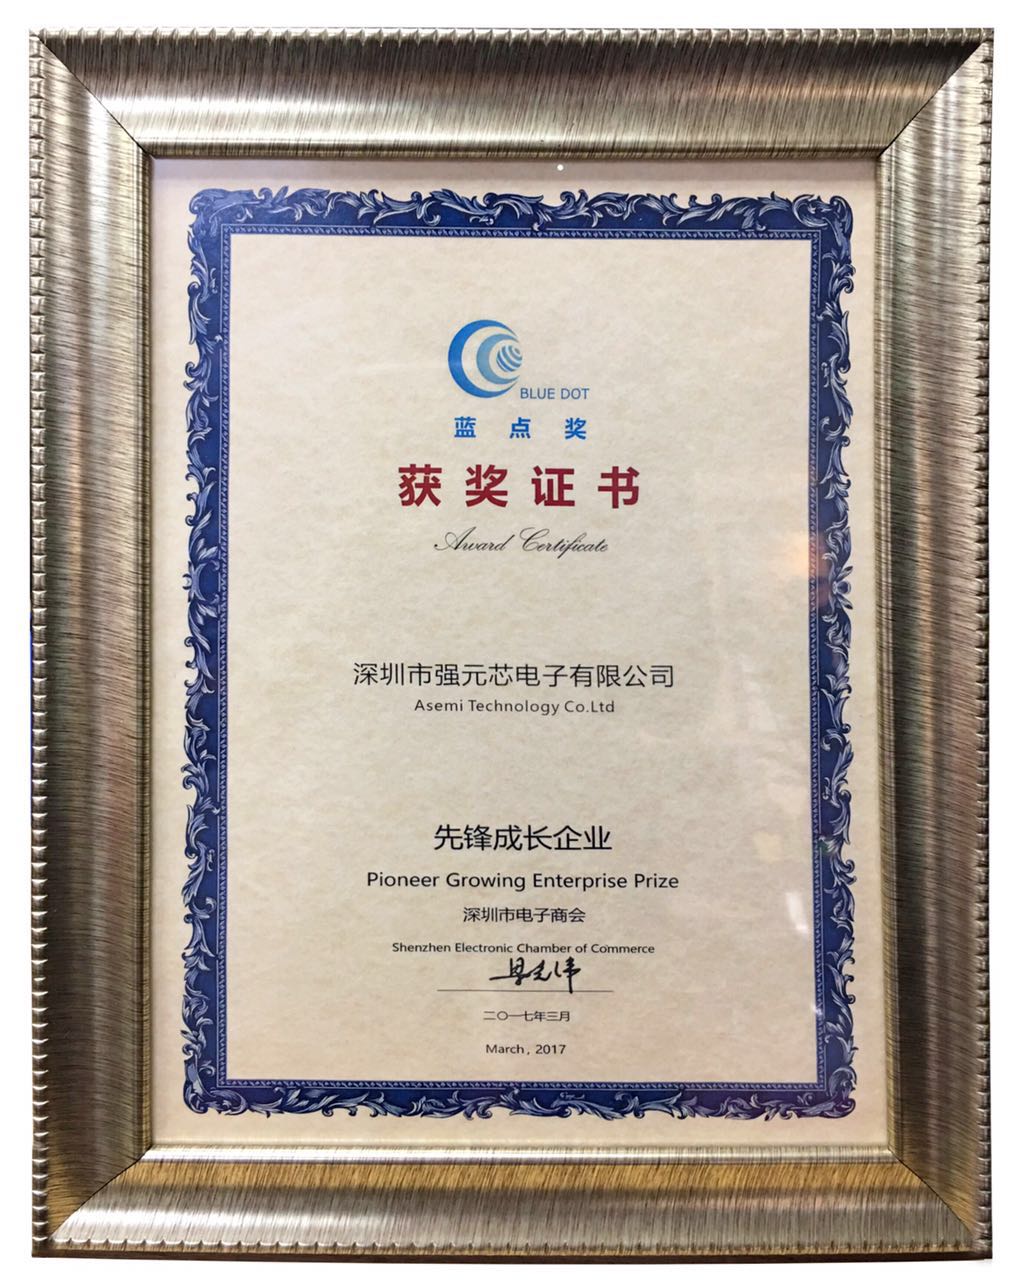 BLUE DOT
蓝点奖
获奖证书
Award Certificate
深圳市强元芯电子有限公司
Asemi Technology Co.Ltd
先锋成长企业
Pioneer Growing Enterprise Prize
深圳市电子商会
Shenzhen Electronic Chamber of Commerce
二〇一七年三月
March, 2017